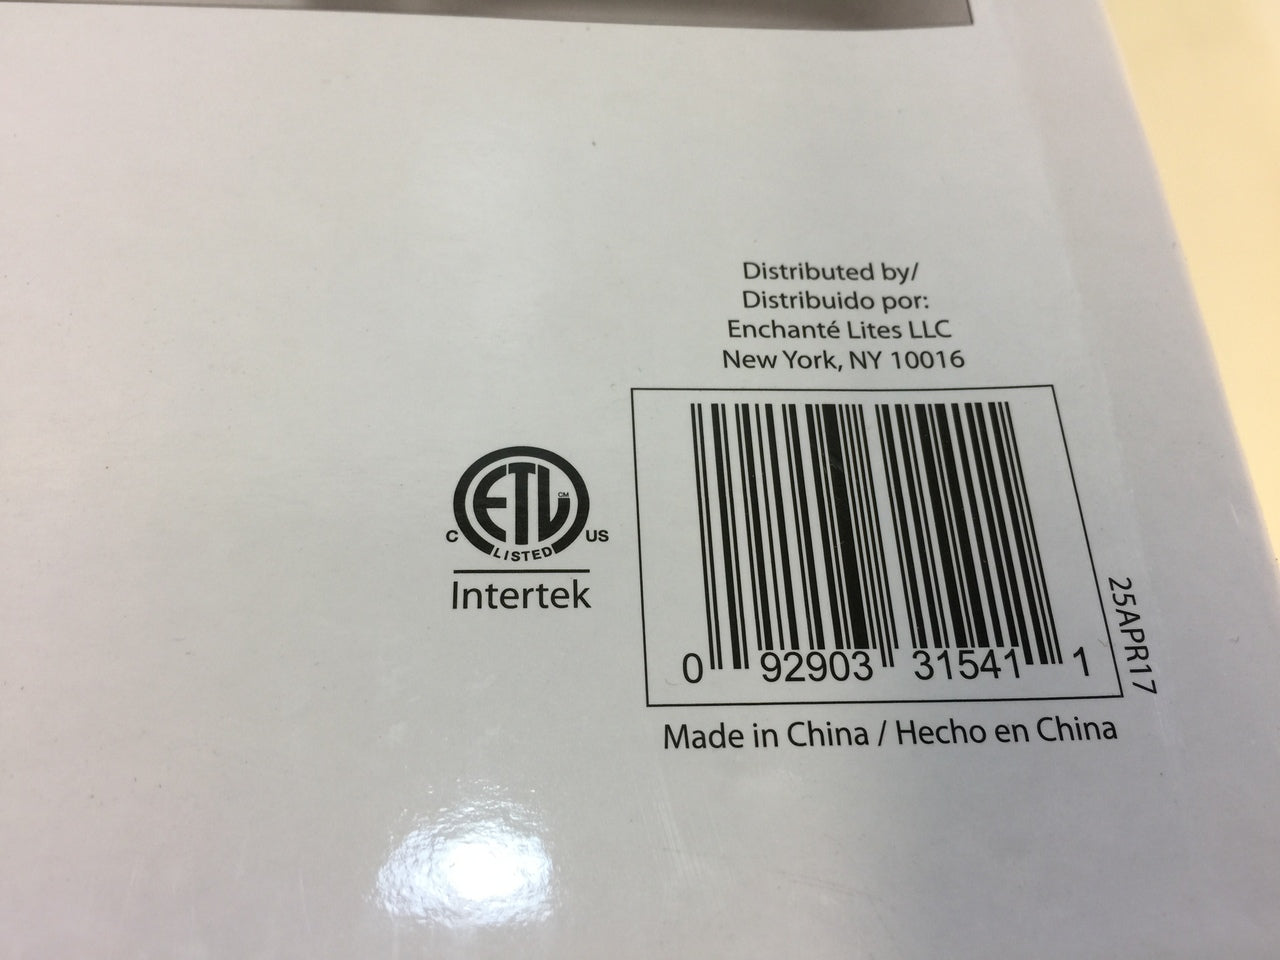 Distributed by/
Distribuido por:
Enchanté Lites LLC
New York, NY 10016
ETL CM
C US
LISTED
Intertek
0 92903 31541 1
25APR17
Made in China / Hecho en China